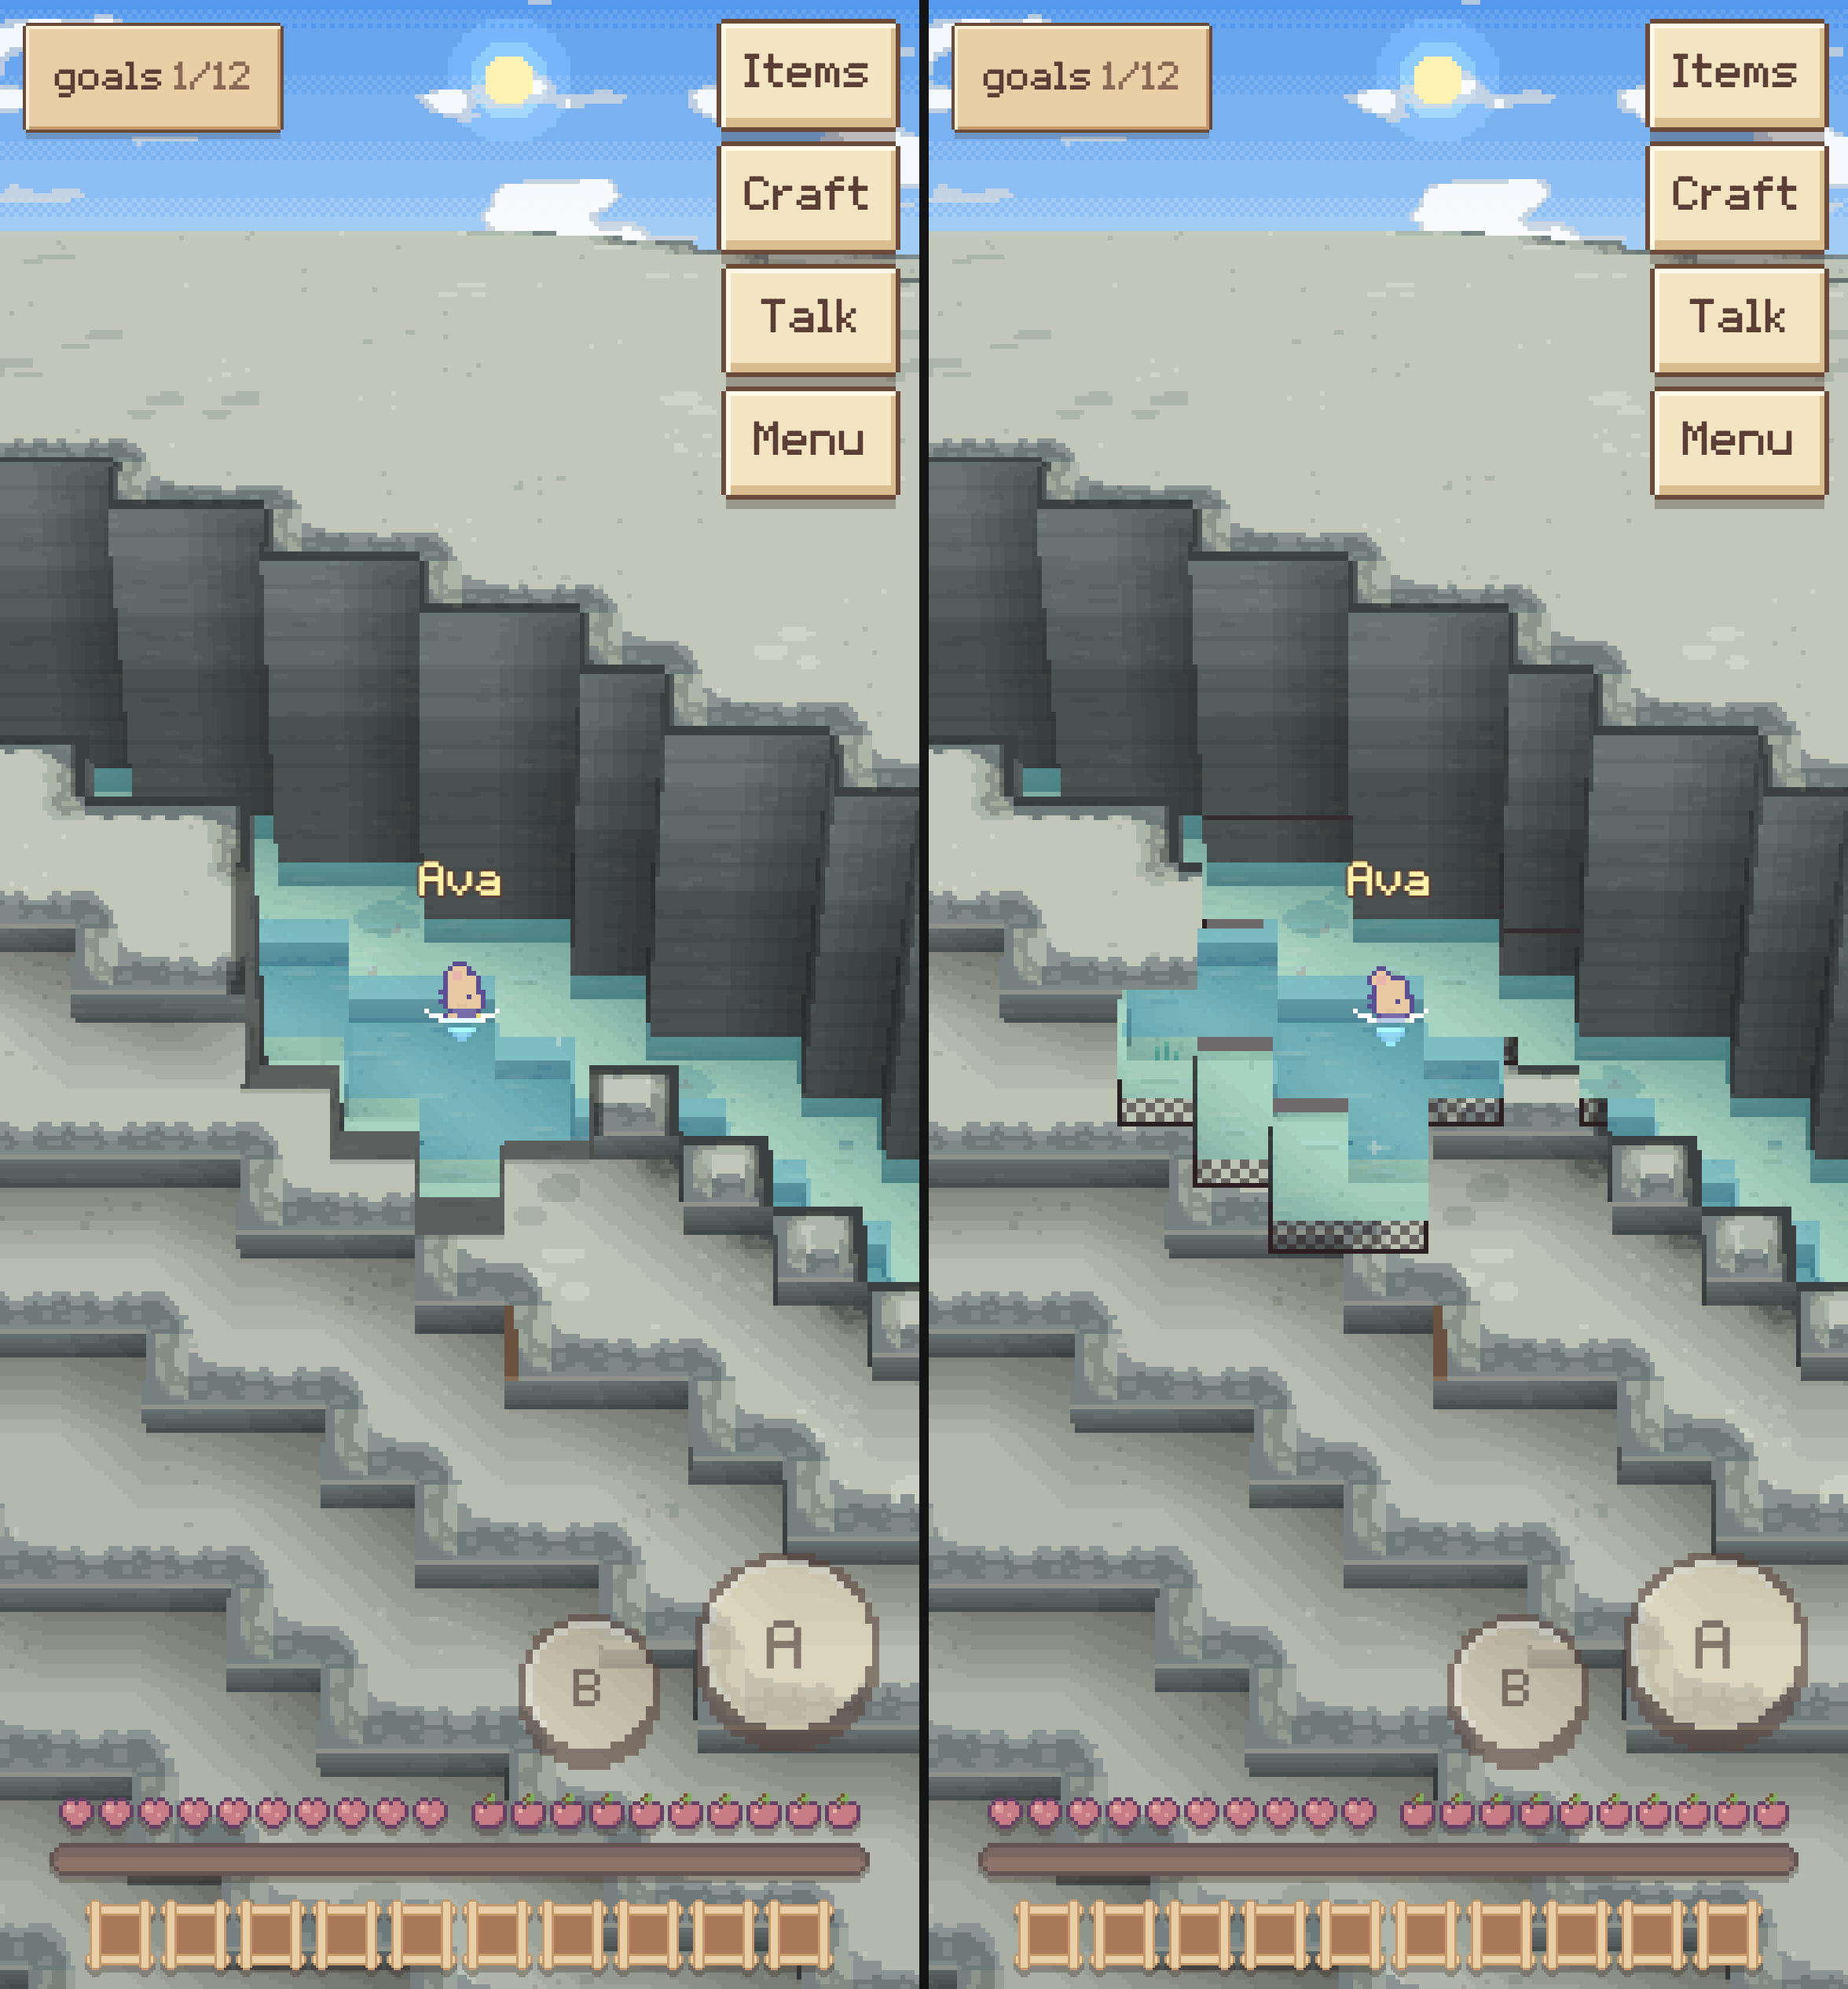 goals 1/12
Items
Craft
Talk
Menu
Ava
A
B
goals 1/12
Items
Craft
Talk
Menu
Ava
A
B